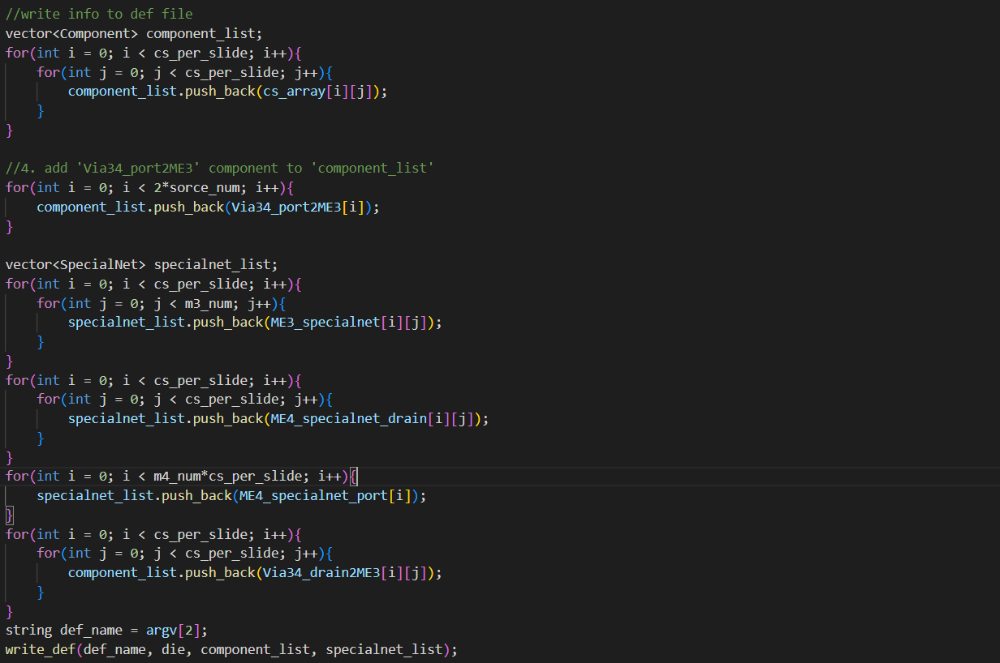 //write info to def file
vector<Component> component_list;
for(int i = 0; i < cs_per_slide; i++){
    for(int j = 0; j < cs_per_slide; j++){
        component_list.push_back(cs_array[i][j]);
    }
}

//4. add 'Via34_port2ME3' component to 'component_list'
for(int i = 0; i < 2*sorce_num; i++){
    component_list.push_back(Via34_port2ME3[i]);
}

vector<SpecialNet> specialnet_list;
for(int i = 0; i < cs_per_slide; i++){
    for(int j = 0; j < m3_num; j++){
        specialnet_list.push_back(ME3_specialnet[i][j]);
    }
}
for(int i = 0; i < cs_per_slide; i++){
    for(int j = 0; j < cs_per_slide; j++){
        specialnet_list.push_back(ME4_specialnet_drain[i][j]);
    }
}
for(int i = 0; i < m4_num*cs_per_slide; i++){
    specialnet_list.push_back(ME4_specialnet_port[i]);
}
for(int i = 0; i < cs_per_slide; i++){
    for(int j = 0; j < cs_per_slide; j++){
        component_list.push_back(Via34_drain2ME3[i][j]);
    }
}
string def_name = argv[2];
write_def(def_name, die, component_list, specialnet_list);